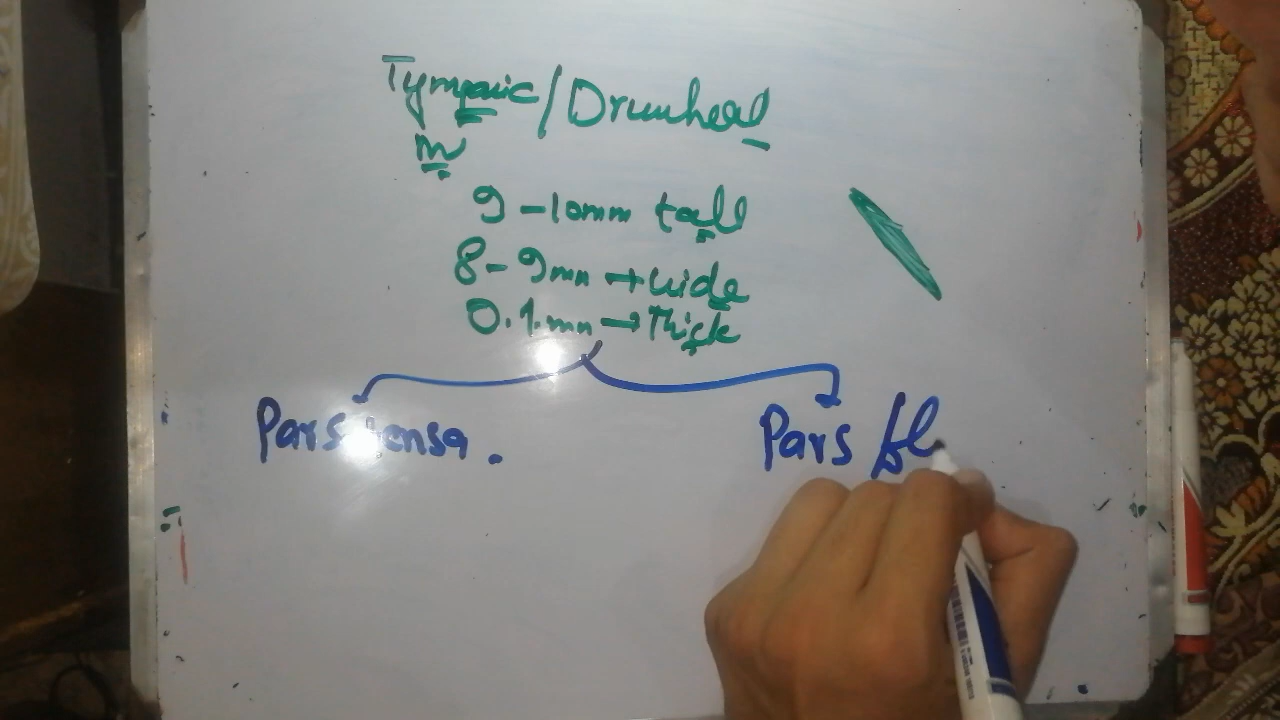 Tympanic/Drumhead
m
9-10mm tall
8-9mm → wide
0.1mm → Thick
Pars tensa.
Pars fl